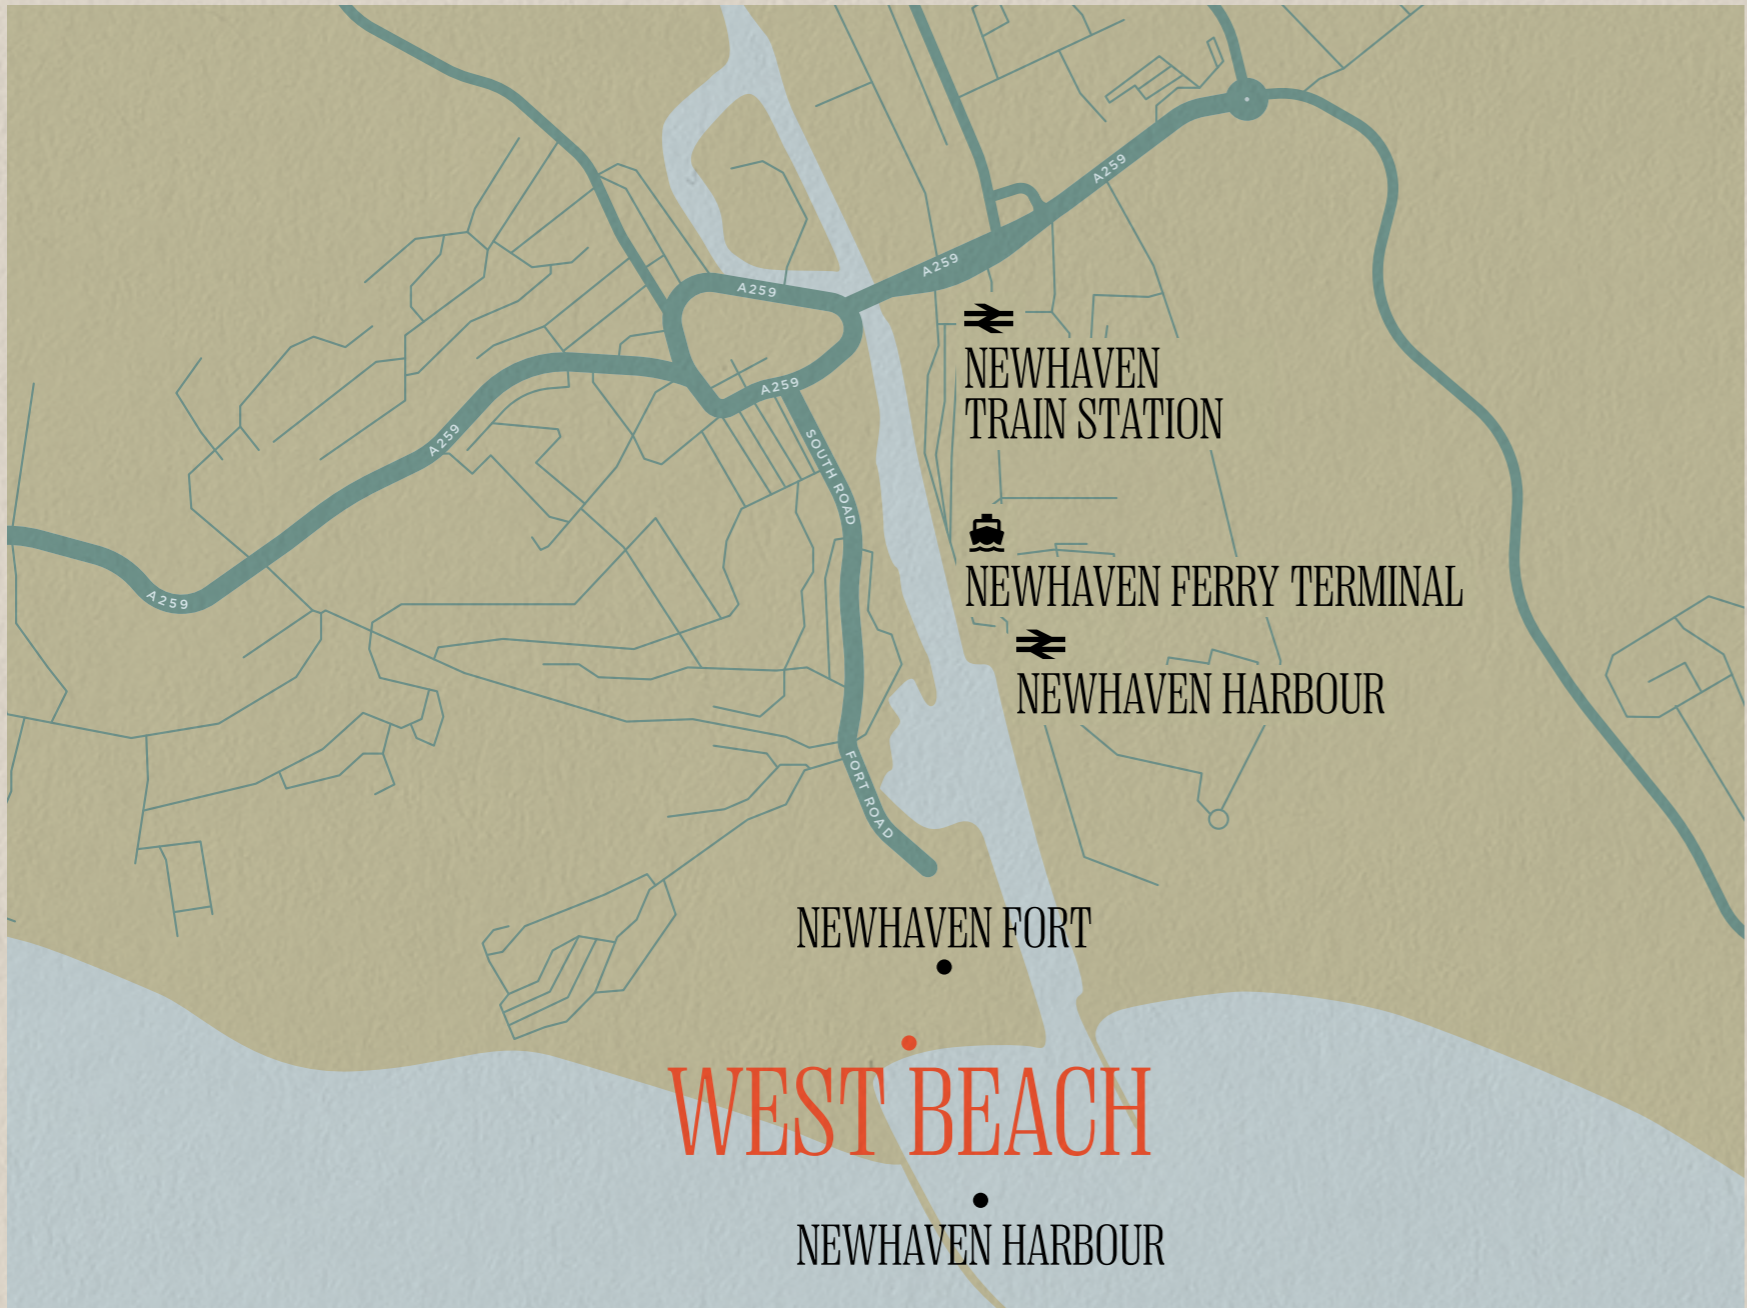 A259
A259
A259
NEWHAVEN
TRAIN STATION
A259
A259
SOUTH ROAD
NEWHAVEN FERRY TERMINAL
A259
NEWHAVEN HARBOUR
FORT ROAD
NEWHAVEN FORT
WEST BEACH
NEWHAVEN HARBOUR